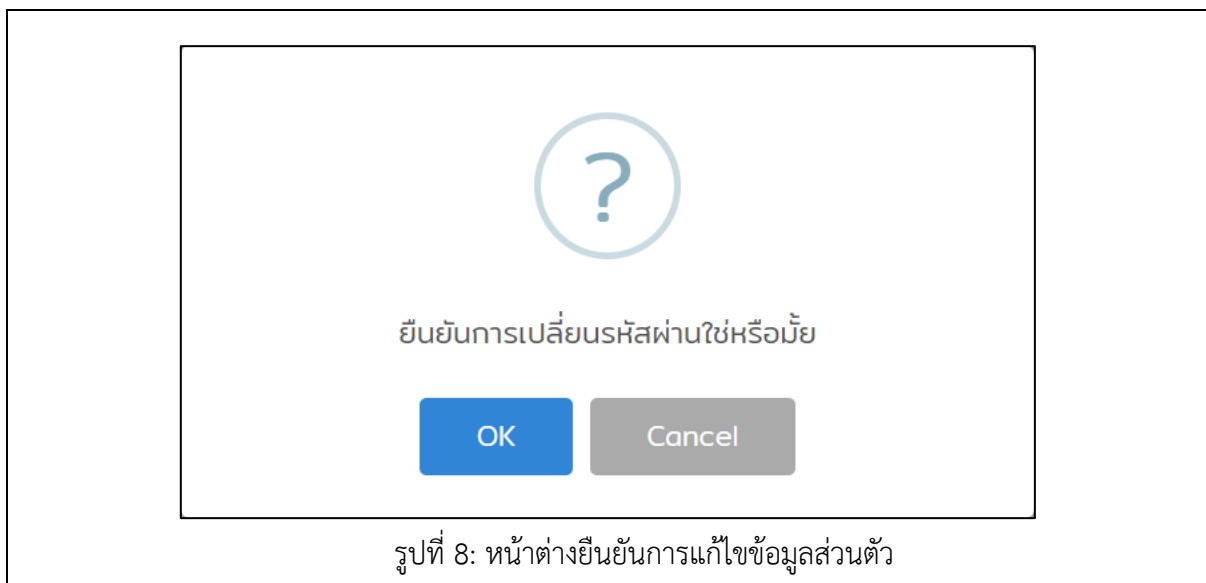 ?
ยืนยันการเปลี่ยนรหัสผ่านใช่หรือมั้ย
OK Cancel
รูปที่ 8: หน้าต่างยืนยันการแก้ไขข้อมูลส่วนตัว